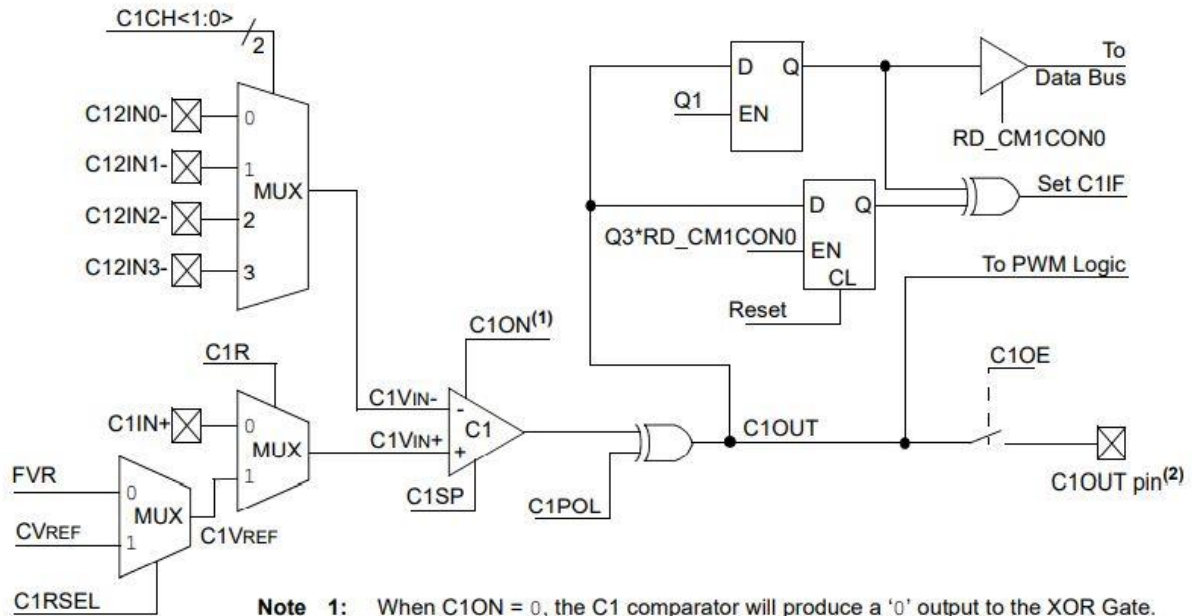 C1CH<1:0>
2
C12IN0-
0
C12IN1-
1
MUX
C12IN2-
2
C12IN3-
3
D Q
Q1
EN
To
Data Bus
RD_CM1CON0
D Q
Set C1IF
Q3*RD_CM1CON0
EN
CL
To PWM Logic
Reset
C1ON(1)
C1R
C1OE
C1VIN-
-
C1IN+
0
C1
MUX
C1VIN+
+
C1OUT
FVR
0
1
C1SP
C1POL
C1OUT pin(2)
MUX
CVREF
1
C1VREF
C1RSEL
Note 1: When C1ON = 0, the C1 comparator will produce a ‘0’ output to the XOR Gate.